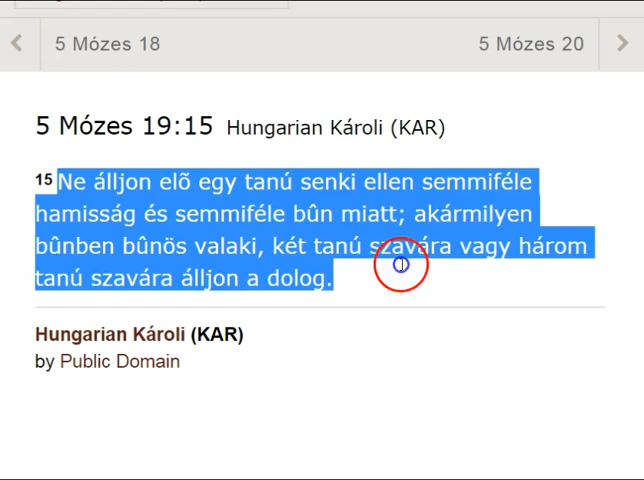 5 Mózes 18
5 Mózes 20
5 Mózes 19:15 Hungarian Károli (KAR)
15 Ne álljon elõ egy tanú senki ellen semmiféle
hamisság és semmiféle bûn miatt; akármilyen
bûnben bûnös valaki, két tanú szavára vagy három
tanú szavára álljon a dolog.
Hungarian Károli (KAR)
by Public Domain